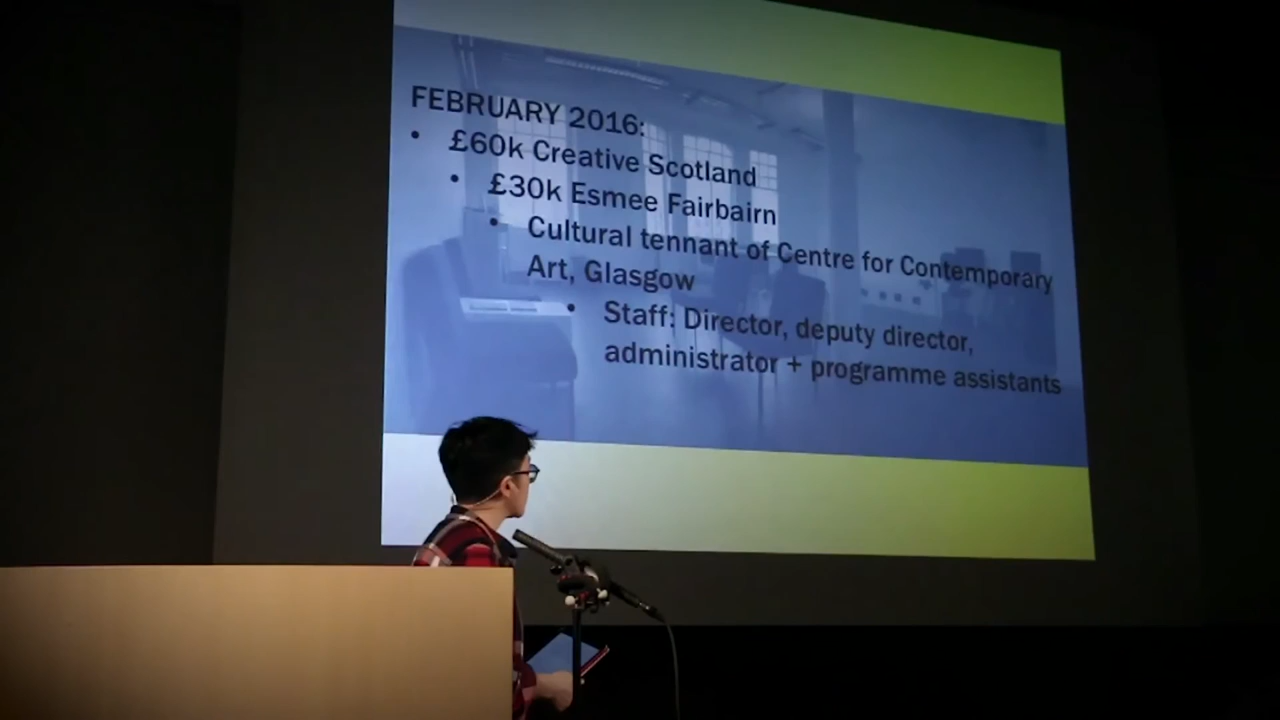 FEBRUARY 2016:
• £60k Creative Scotland
• £30k Esmee Fairbairn
• Cultural tennant of Centre for Contemporary
Art, Glasgow
• Staff: Director, deputy director,
administrator + programme assistants